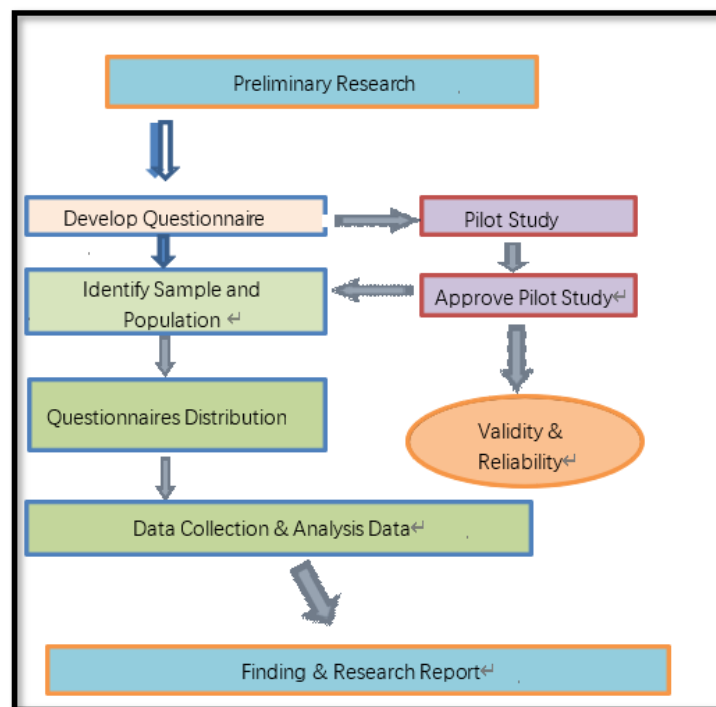 Preliminary Research
Develop Questionnaire
Pilot Study
Identify Sample and
Population ↵
Approve Pilot Study↵
Questionnaires Distribution
Validity &
Reliability↵
Data Collection & Analysis Data↵
Finding & Research Report↵